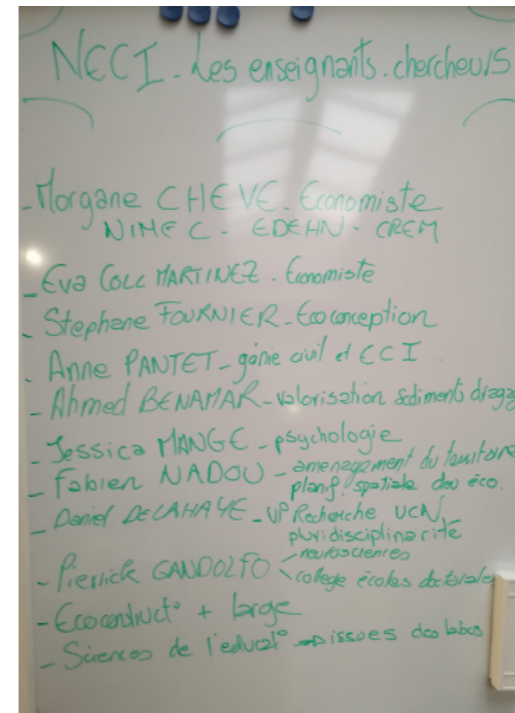 NECI - Les enseignants - chercheurs
- Morgane CHEVE - Economiste
NIMEC - EDEHN - CREM
- Eva COLL MARTINEZ - Economiste
- Stephane FOURNIER - Ecoconception
- Anne PANTET - génie civil et ECI
- Ahmed BENAMAR - valorisation sédiments dragag
- Jessica MANGE - psychologie
- Fabien NADOU - aménagement du territoire
planif. spatiale dev éco.
- Daniel DELAHAYE - VP Recherche UCN
pluridisciplinarité
neurosciences
- Pierrick GANDOLFO - college écoles doctorales
- Ecoconduct° + large
- Sciences de l'educat° → issues des labos